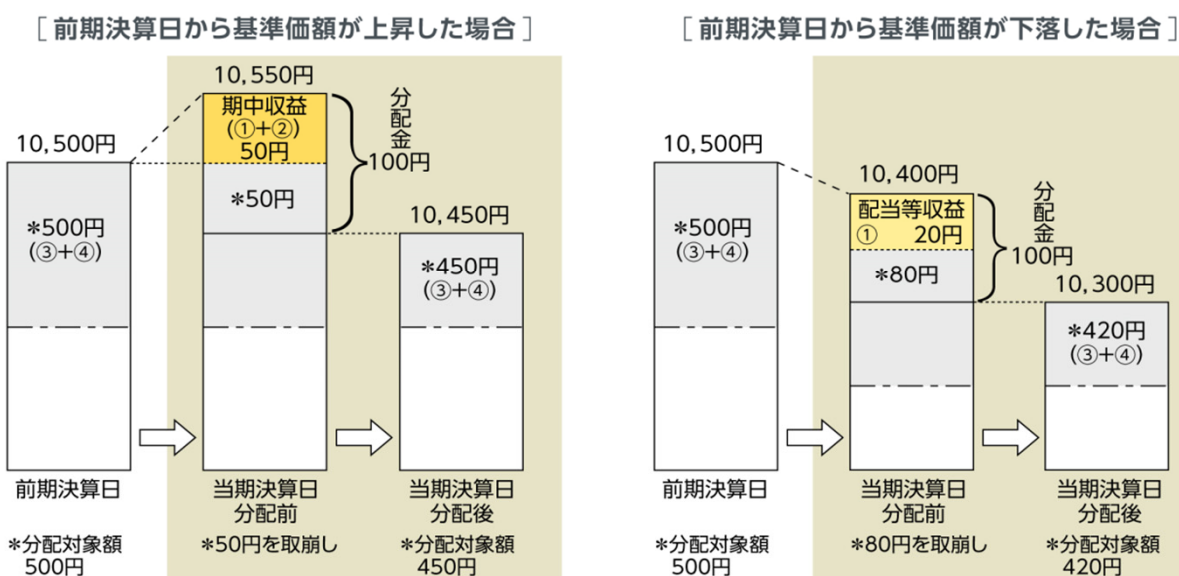 ［前期決算日から基準価額が上昇した場合］
10,500円
*500円
(③+④)
前期決算日
*分配対象額
500円
10,550円
期中収益
(①+②)
50円
*50円
分配金
100円
当期決算日
分配前
*50円を取崩し
10,450円
*450円
(③+④)
当期決算日
分配後
*分配対象額
450円
［前期決算日から基準価額が下落した場合］
10,500円
*500円
(③+④)
前期決算日
*分配対象額
500円
10,400円
配当等収益
① 20円
*80円
分配金
100円
当期決算日
分配前
*80円を取崩し
10,300円
*420円
(③+④)
当期決算日
分配後
*分配対象額
420円